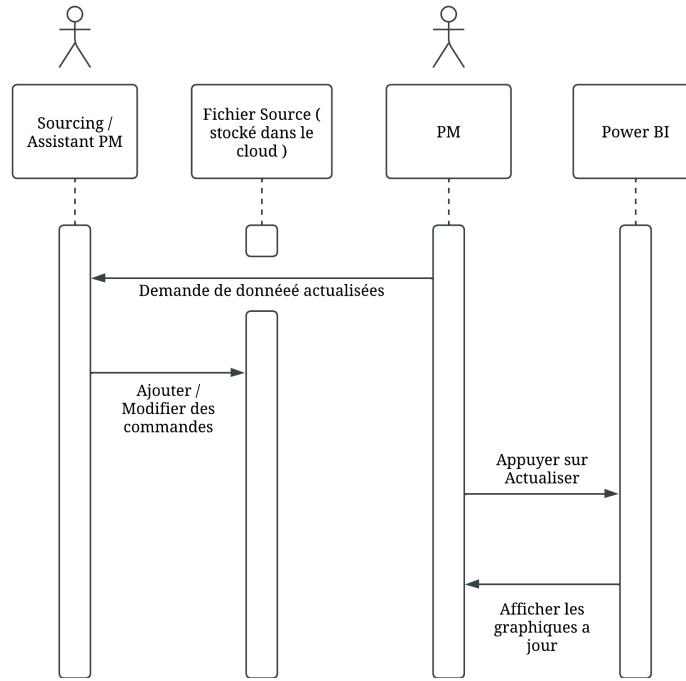 Sourcing /
Assistant PM
Fichier Source (
stocké dans le
cloud )
PM
Power BI
Demande de donnéeé actualisées
Ajouter /
Modifier des
commandes
Appuyer sur
Actualiser
Afficher les
graphiques a
jour